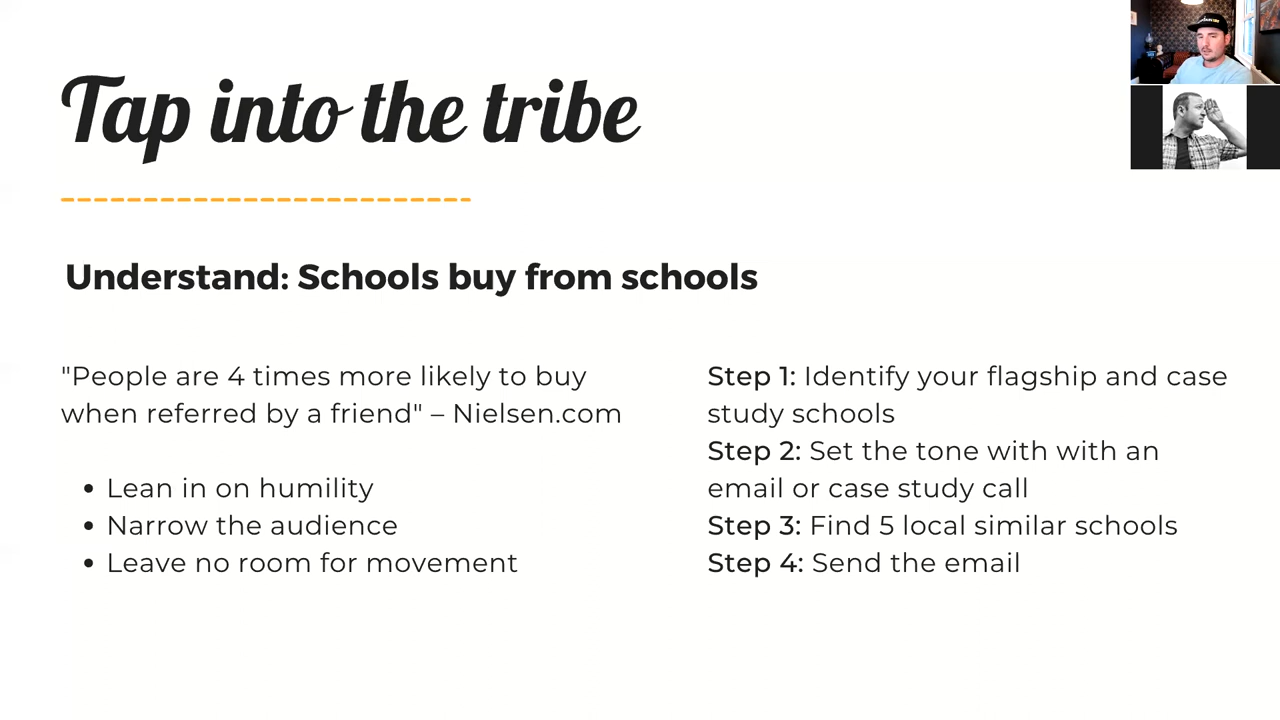 Tap into the tribe
Understand: Schools buy from schools
"People are 4 times more likely to buy
when referred by a friend" – Nielsen.com
• Lean in on humility
• Narrow the audience
• Leave no room for movement
Step 1: Identify your flagship and case
study schools
Step 2: Set the tone with with an
email or case study call
Step 3: Find 5 local similar schools
Step 4: Send the email